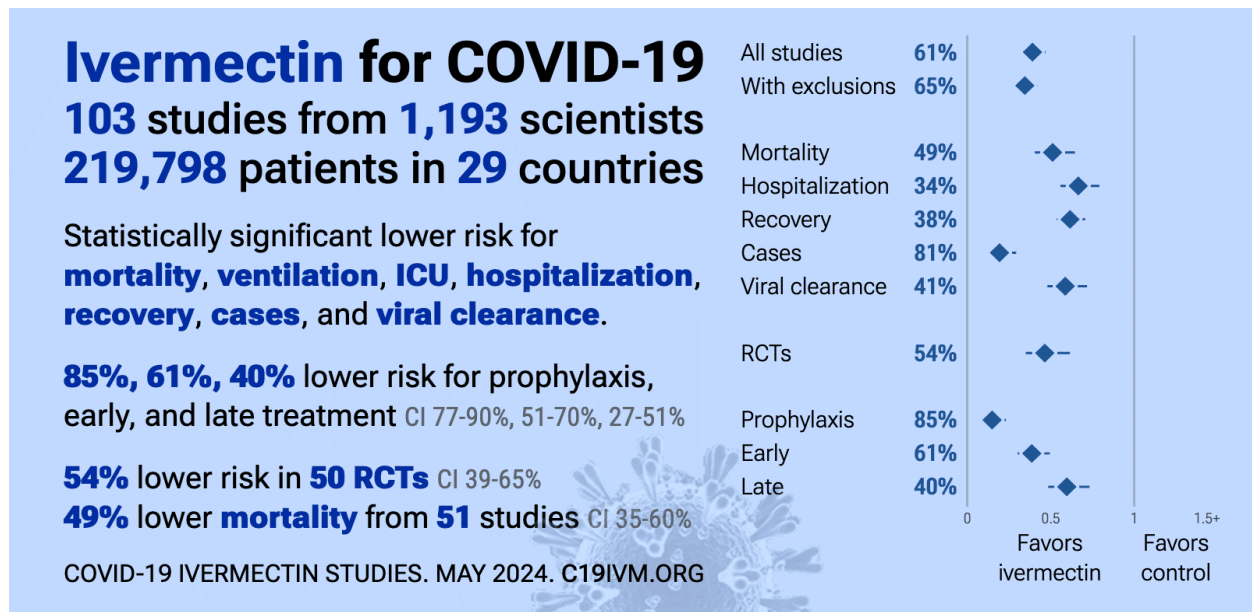 Ivermectin for COVID-19
103 studies from 1,193 scientists
219,798 patients in 29 countries
Statistically significant lower risk for
mortality, ventilation, ICU, hospitalization,
recovery, cases, and viral clearance.
85%, 61%, 40% lower risk for prophylaxis,
early, and late treatment CI 77-90%, 51-70%, 27-51%
54% lower risk in 50 RCTs CI 39-65%
49% lower mortality from 51 studies CI 35-60%
COVID-19 IVERMECTIN STUDIES. MAY 2024. C19IVM.ORG
All studies 61%
With exclusions 65%
Mortality 49%
Hospitalization 34%
Recovery 38%
Cases 81%
Viral clearance 41%
RCTs 54%
Prophylaxis 85%
Early 61%
Late 40%
0 0.5 1 1.5+
Favors ivermectin
Favors control